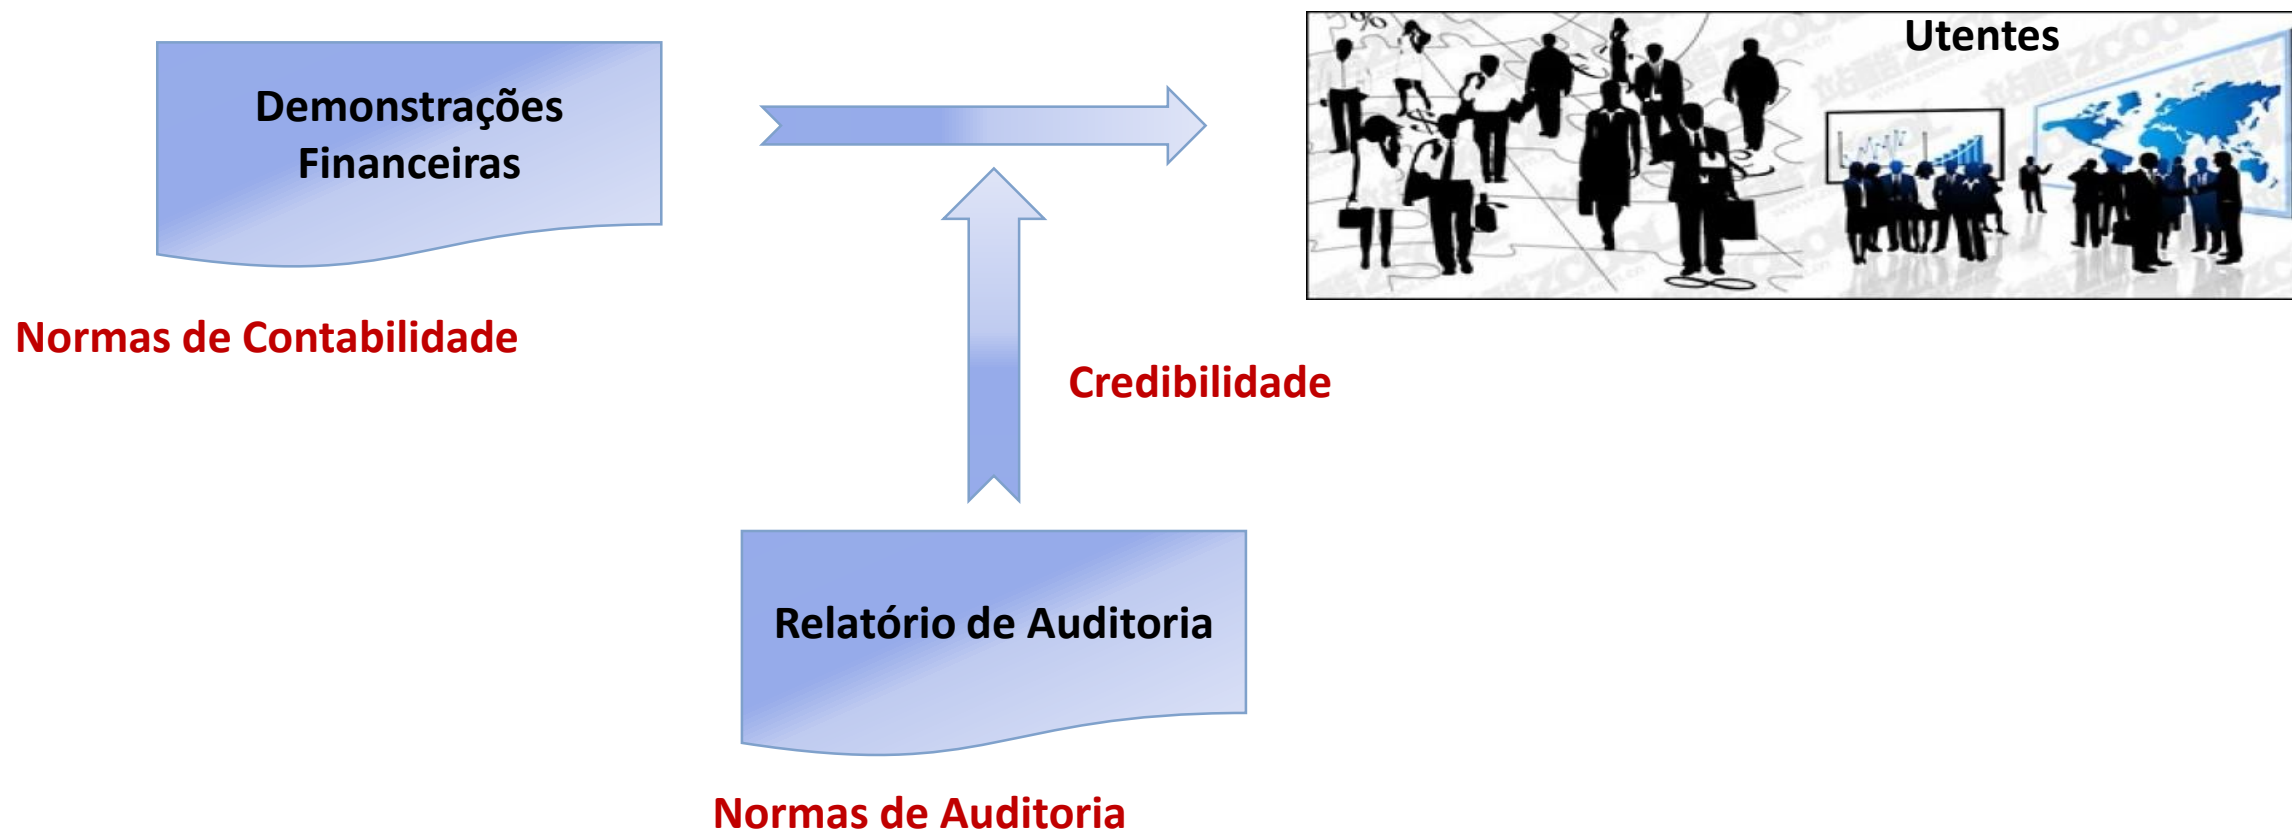 Utentes
Demonstrações
Financeiras
Normas de Contabilidade
Credibilidade
Relatório de Auditoria
Normas de Auditoria